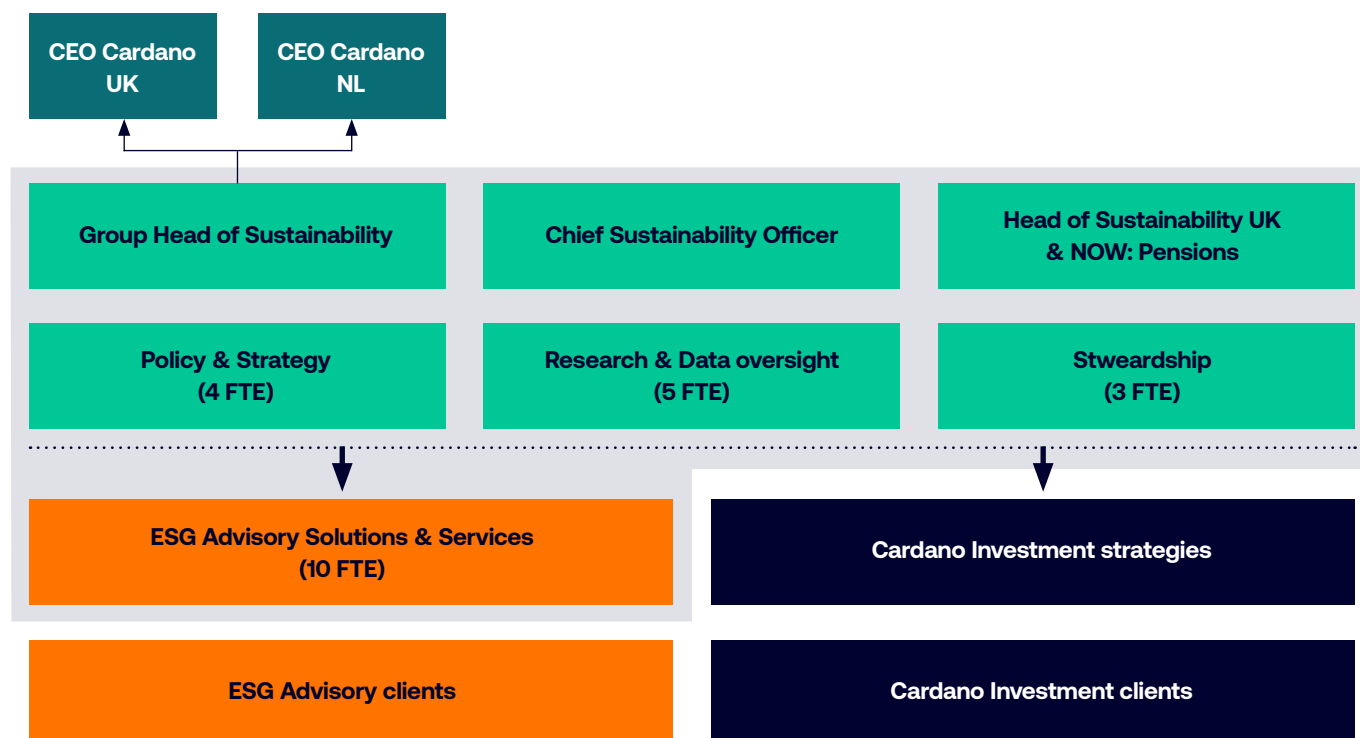 CEO Cardano
UK
CEO Cardano
NL
Group Head of Sustainability
Chief Sustainability Officer
Head of Sustainability UK
& NOW: Pensions
Policy & Strategy
(4 FTE)
Research & Data oversight
(5 FTE)
Stweardship
(3 FTE)
ESG Advisory Solutions & Services
(10 FTE)
Cardano Investment strategies
ESG Advisory clients
Cardano Investment clients